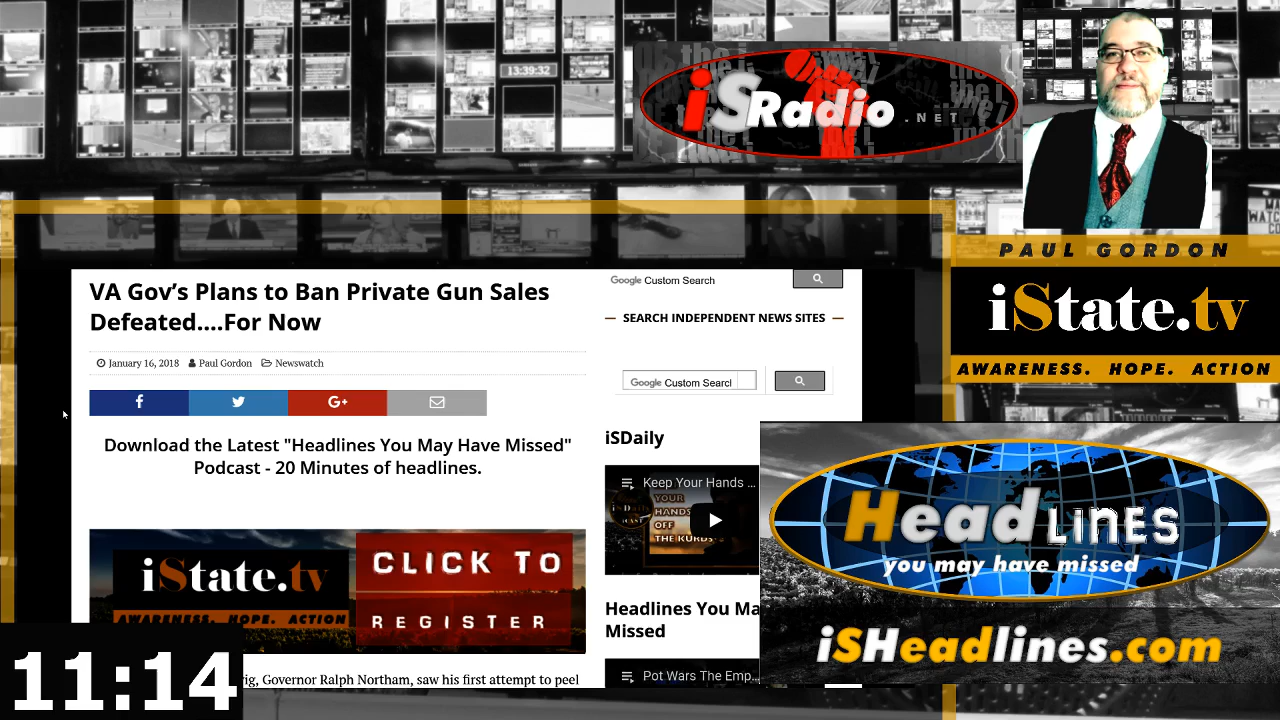 13:39:32
iSRadio.NET
PAUL GORDON
iState.tv
AWARENESS. HOPE. ACTION
VA Gov's Plans to Ban Private Gun Sales
Defeated....For Now
January 16, 2018 Paul Gordon Newswatch
Download the Latest "Headlines You May Have Missed"
Podcast - 20 Minutes of headlines.
iState.tv
AWARENESS. HOPE. ACTION
CLICK TO
REGISTER
ig, Governor Ralph Northam, saw his first attempt to peel
Google Custom Search
SEARCH INDEPENDENT NEWS SITES
Google Custom Search
iSDaily
Keep Your Hands ...
YOUR
HANDS
OFF
THE KURDS
Headlines You Ma
Missed
Pot Wars The Emp...
HeadLINES
you may have missed
iSHeadlines.com
11:14